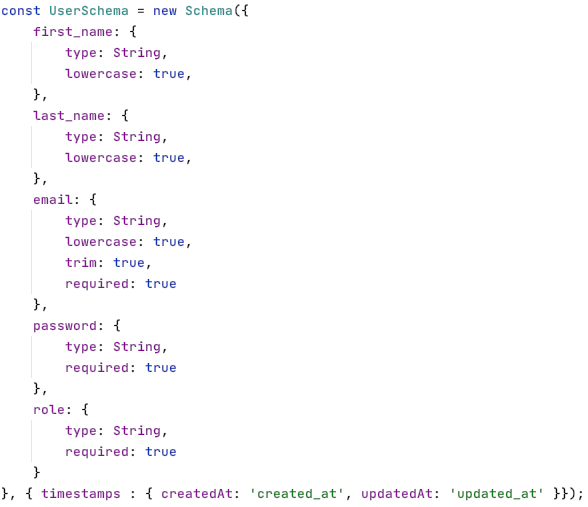 const UserSchema = new Schema({
    first_name: {
        type: String,
        lowercase: true,
    },
    last_name: {
        type: String,
        lowercase: true,
    },
    email: {
        type: String,
        lowercase: true,
        trim: true,
        required: true
    },
    password: {
        type: String,
        required: true
    },
    role: {
        type: String,
        required: true
    }
}, { timestamps : { createdAt: 'created_at', updatedAt: 'updated_at' }});